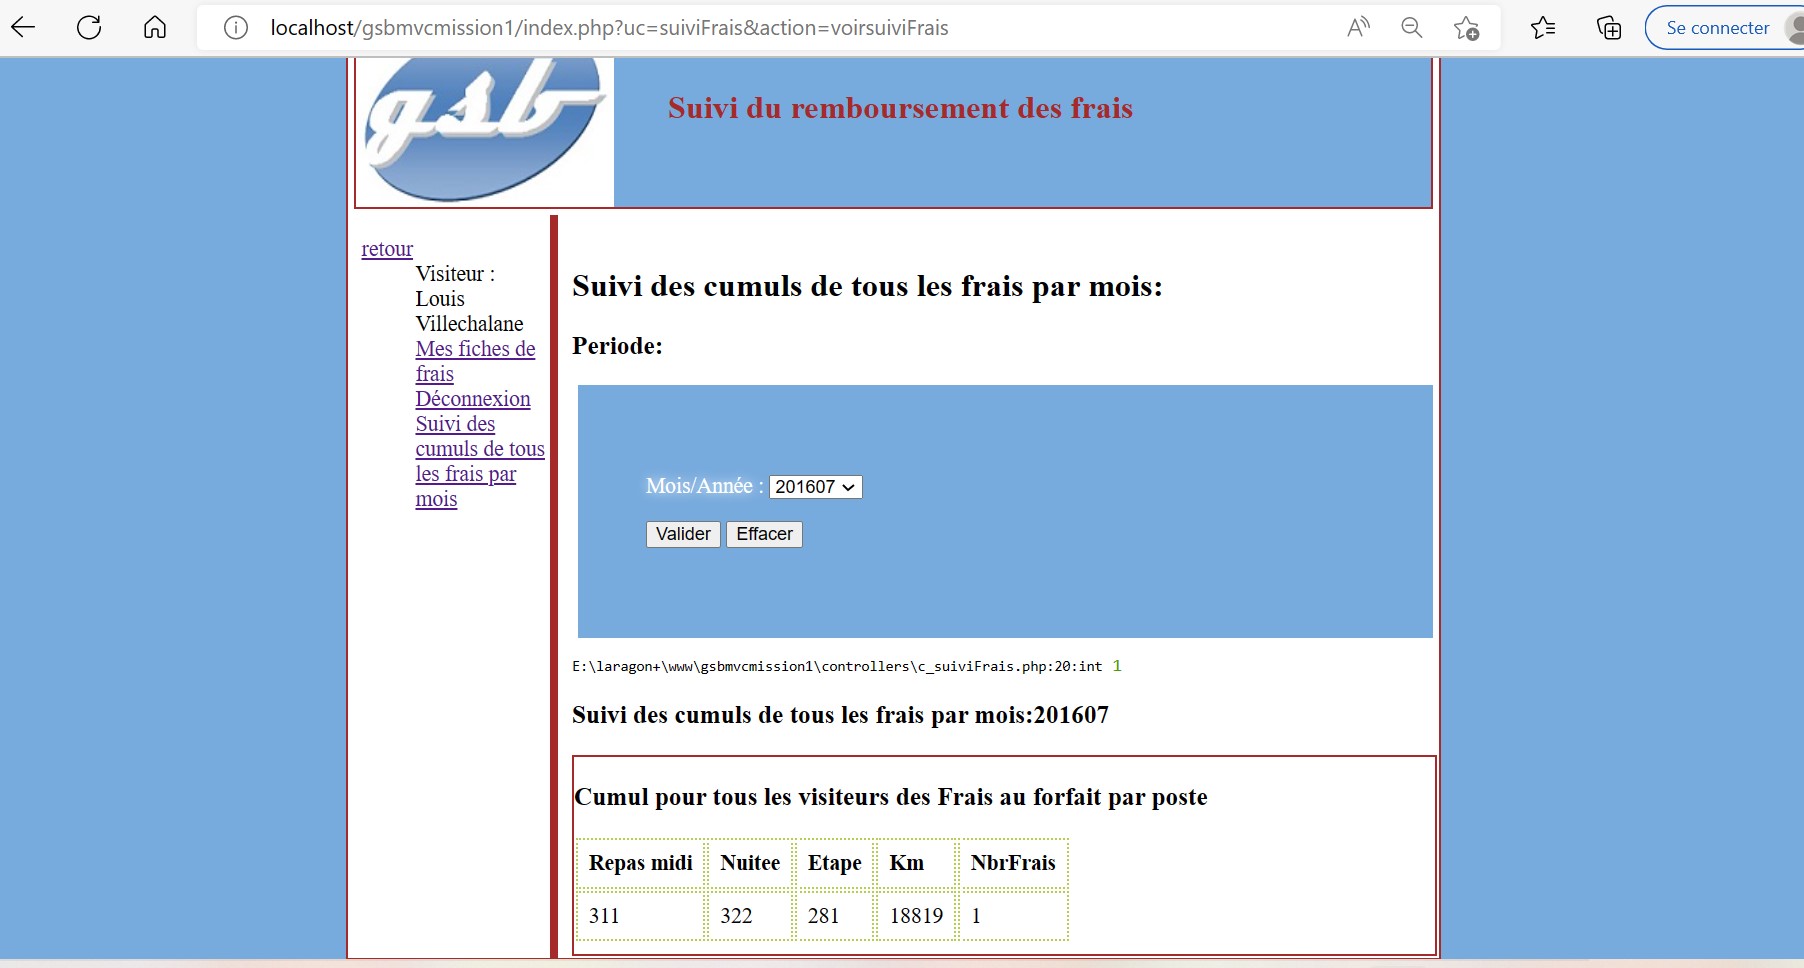 localhost/gsbmvcmission1/index.php?uc=suiviFrais&action=voirsuiviFrais
Se connecter
gsb
Suivi du remboursement des frais
retour
Visiteur :
Louis
Villechalane
Mes fiches de
frais
Déconnexion
Suivi des
cumuls de tous
les frais par
mois
Suivi des cumuls de tous les frais par mois:
Periode:
Mois/Année : 201607
Valider Effacer
E:\laragon+\www\gsbmvcmission1\controllers\c_suiviFrais.php:20:int 1
Suivi des cumuls de tous les frais par mois:201607
Cumul pour tous les visiteurs des Frais au forfait par poste
Repas midi Nuitee Etape Km NbrFrais
311 322 281 18819 1